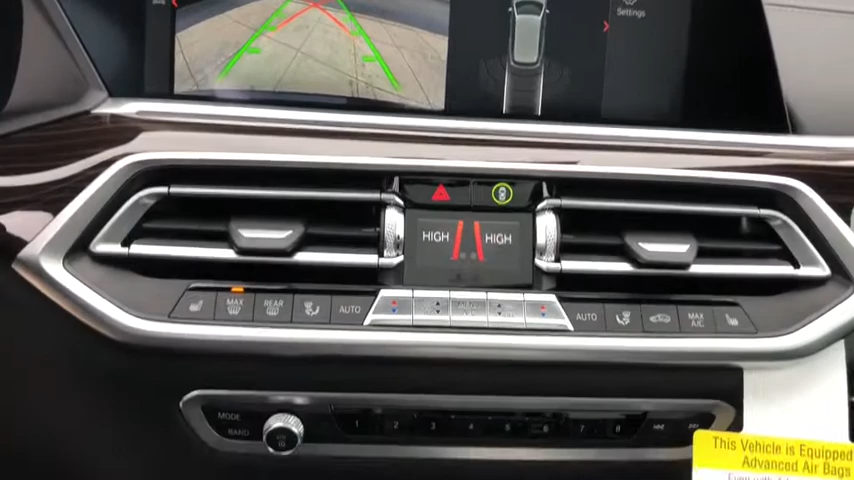 Settings
HIGH HIGH
MAX REAR AUTO
MENU
A/C
AUTO MAX
A/C
MODE
BAND
1 2 3 4 5 6 7 8
This Vehicle is Equipped
Advanced Air Bags